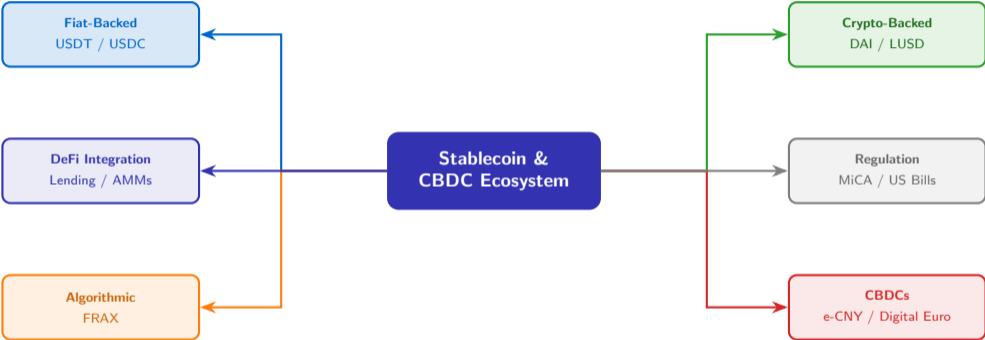 Fiat-Backed
USDT / USDC
Crypto-Backed
DAI / LUSD
DeFi Integration
Lending / AMMs
Stablecoin &
CBDC Ecosystem
Regulation
MiCA / US Bills
Algorithmic
FRAX
CBDCs
e-CNY / Digital Euro